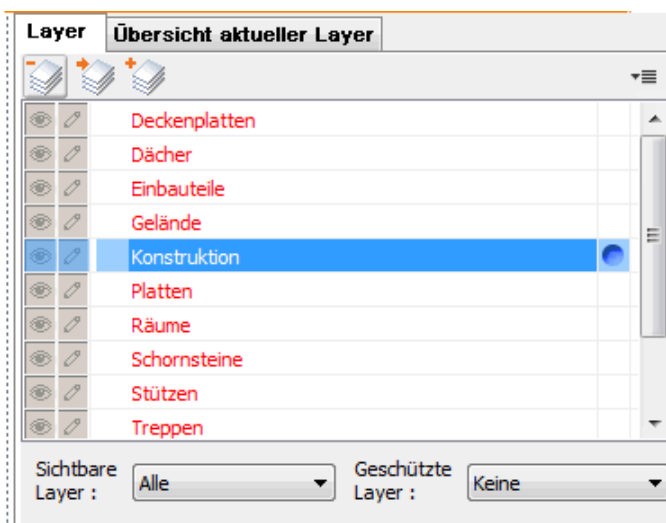 Layer Übersicht aktueller Layer
Deckenplatten
Dächer
Einbauteile
Gelände
Konstruktion
Platten
Räume
Schornsteine
Stützen
Treppen
Sichtbare Layer : Alle Geschützte Layer : Keine